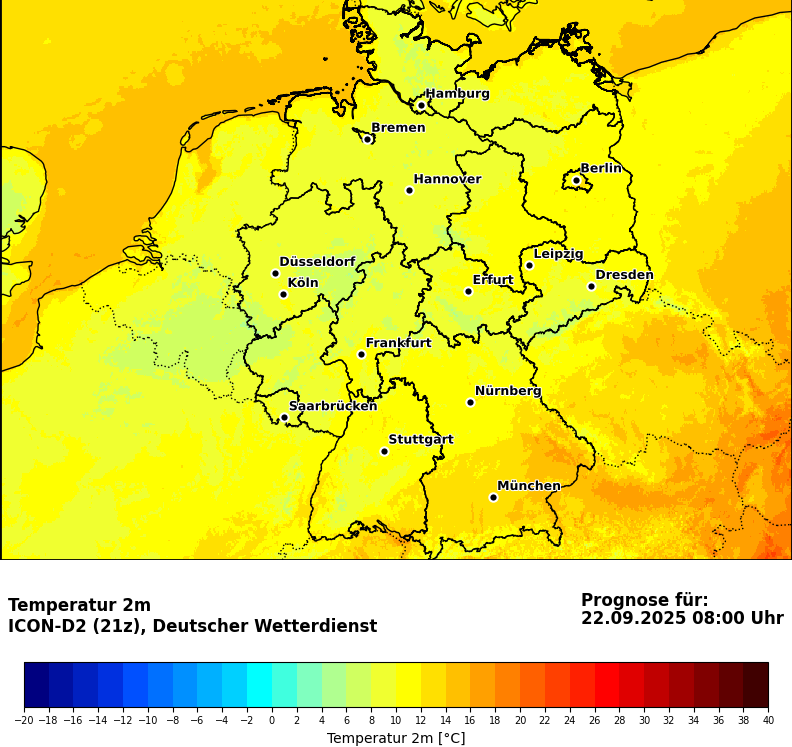 Hamburg
Bremen
Berlin
Hannover
Leipzig
Düsseldorf
Dresden
Köln
Erfurt
Frankfurt
Nürnberg
Saarbrücken
Stuttgart
München
Temperatur 2m
ICON-D2 (21z), Deutscher Wetterdienst
Prognose für:
22.09.2025 08:00 Uhr
−20 −18 −16 −14 −12 −10 −8 −6 −4 −2 0 2 4 6 8 10 12 14 16 18 20 22 24 26 28 30 32 34 36 38 40
Temperatur 2m [°C]